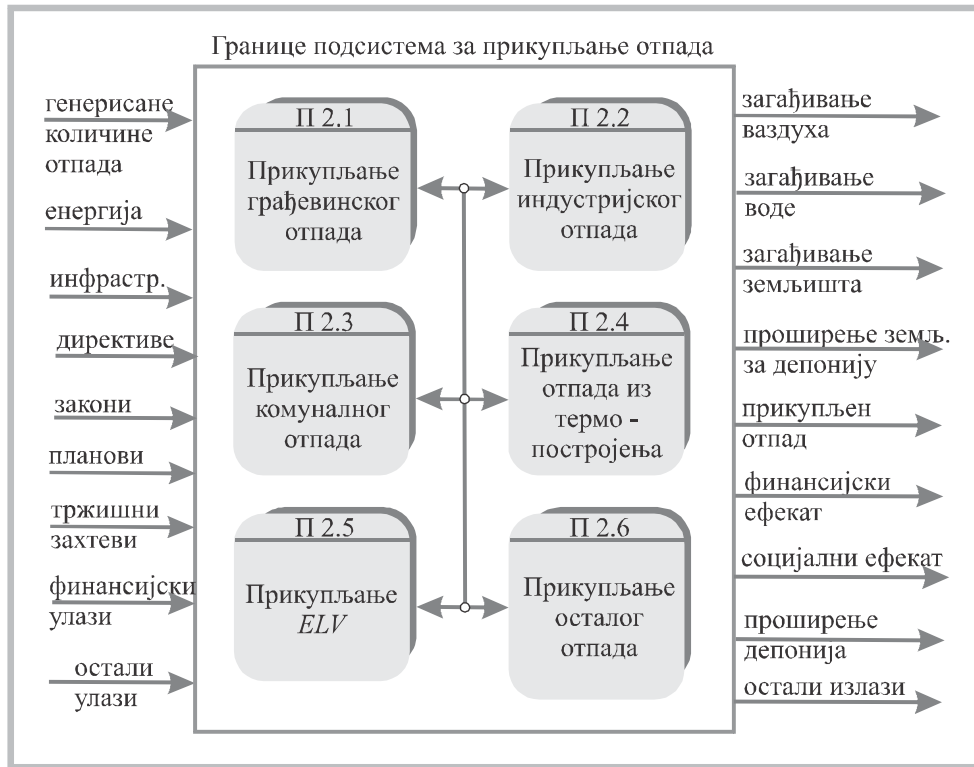 Границе подсистема за прикупљање отпада
генерисане
количине
отпада
енергија
инфрастр.
директиве
закони
планови
тржишни
захтеви
финансијски
улази
остали
улази
П 2.1
Прикупљање
грађевинског
отпада
П 2.2
Прикупљање
индустријског
отпада
П 2.3
Прикупљање
комуналног
отпада
П 2.4
Прикупљање
отпада из
термо -
постројења
П 2.5
Прикупљање
ELV
П 2.6
Прикупљање
осталог
отпада
загађивање
ваздуха
загађивање
воде
загађивање
земљишта
проширење земљ.
за депонију
прикупљен
отпад
финансијски
ефекат
социјални ефекат
проширење
депонија
остали излази